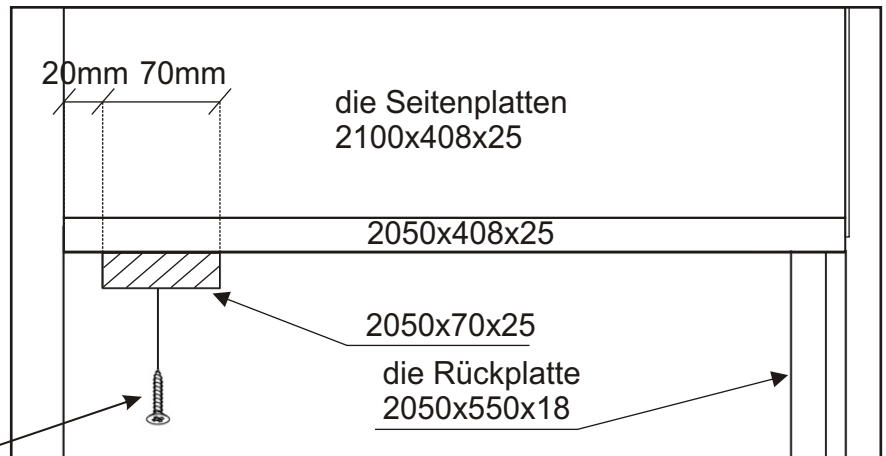 20mm 70mm
die Seitenplatten
2100x408x25
2050x408x25
2050x70x25
die Rückplatte
2050x550x18